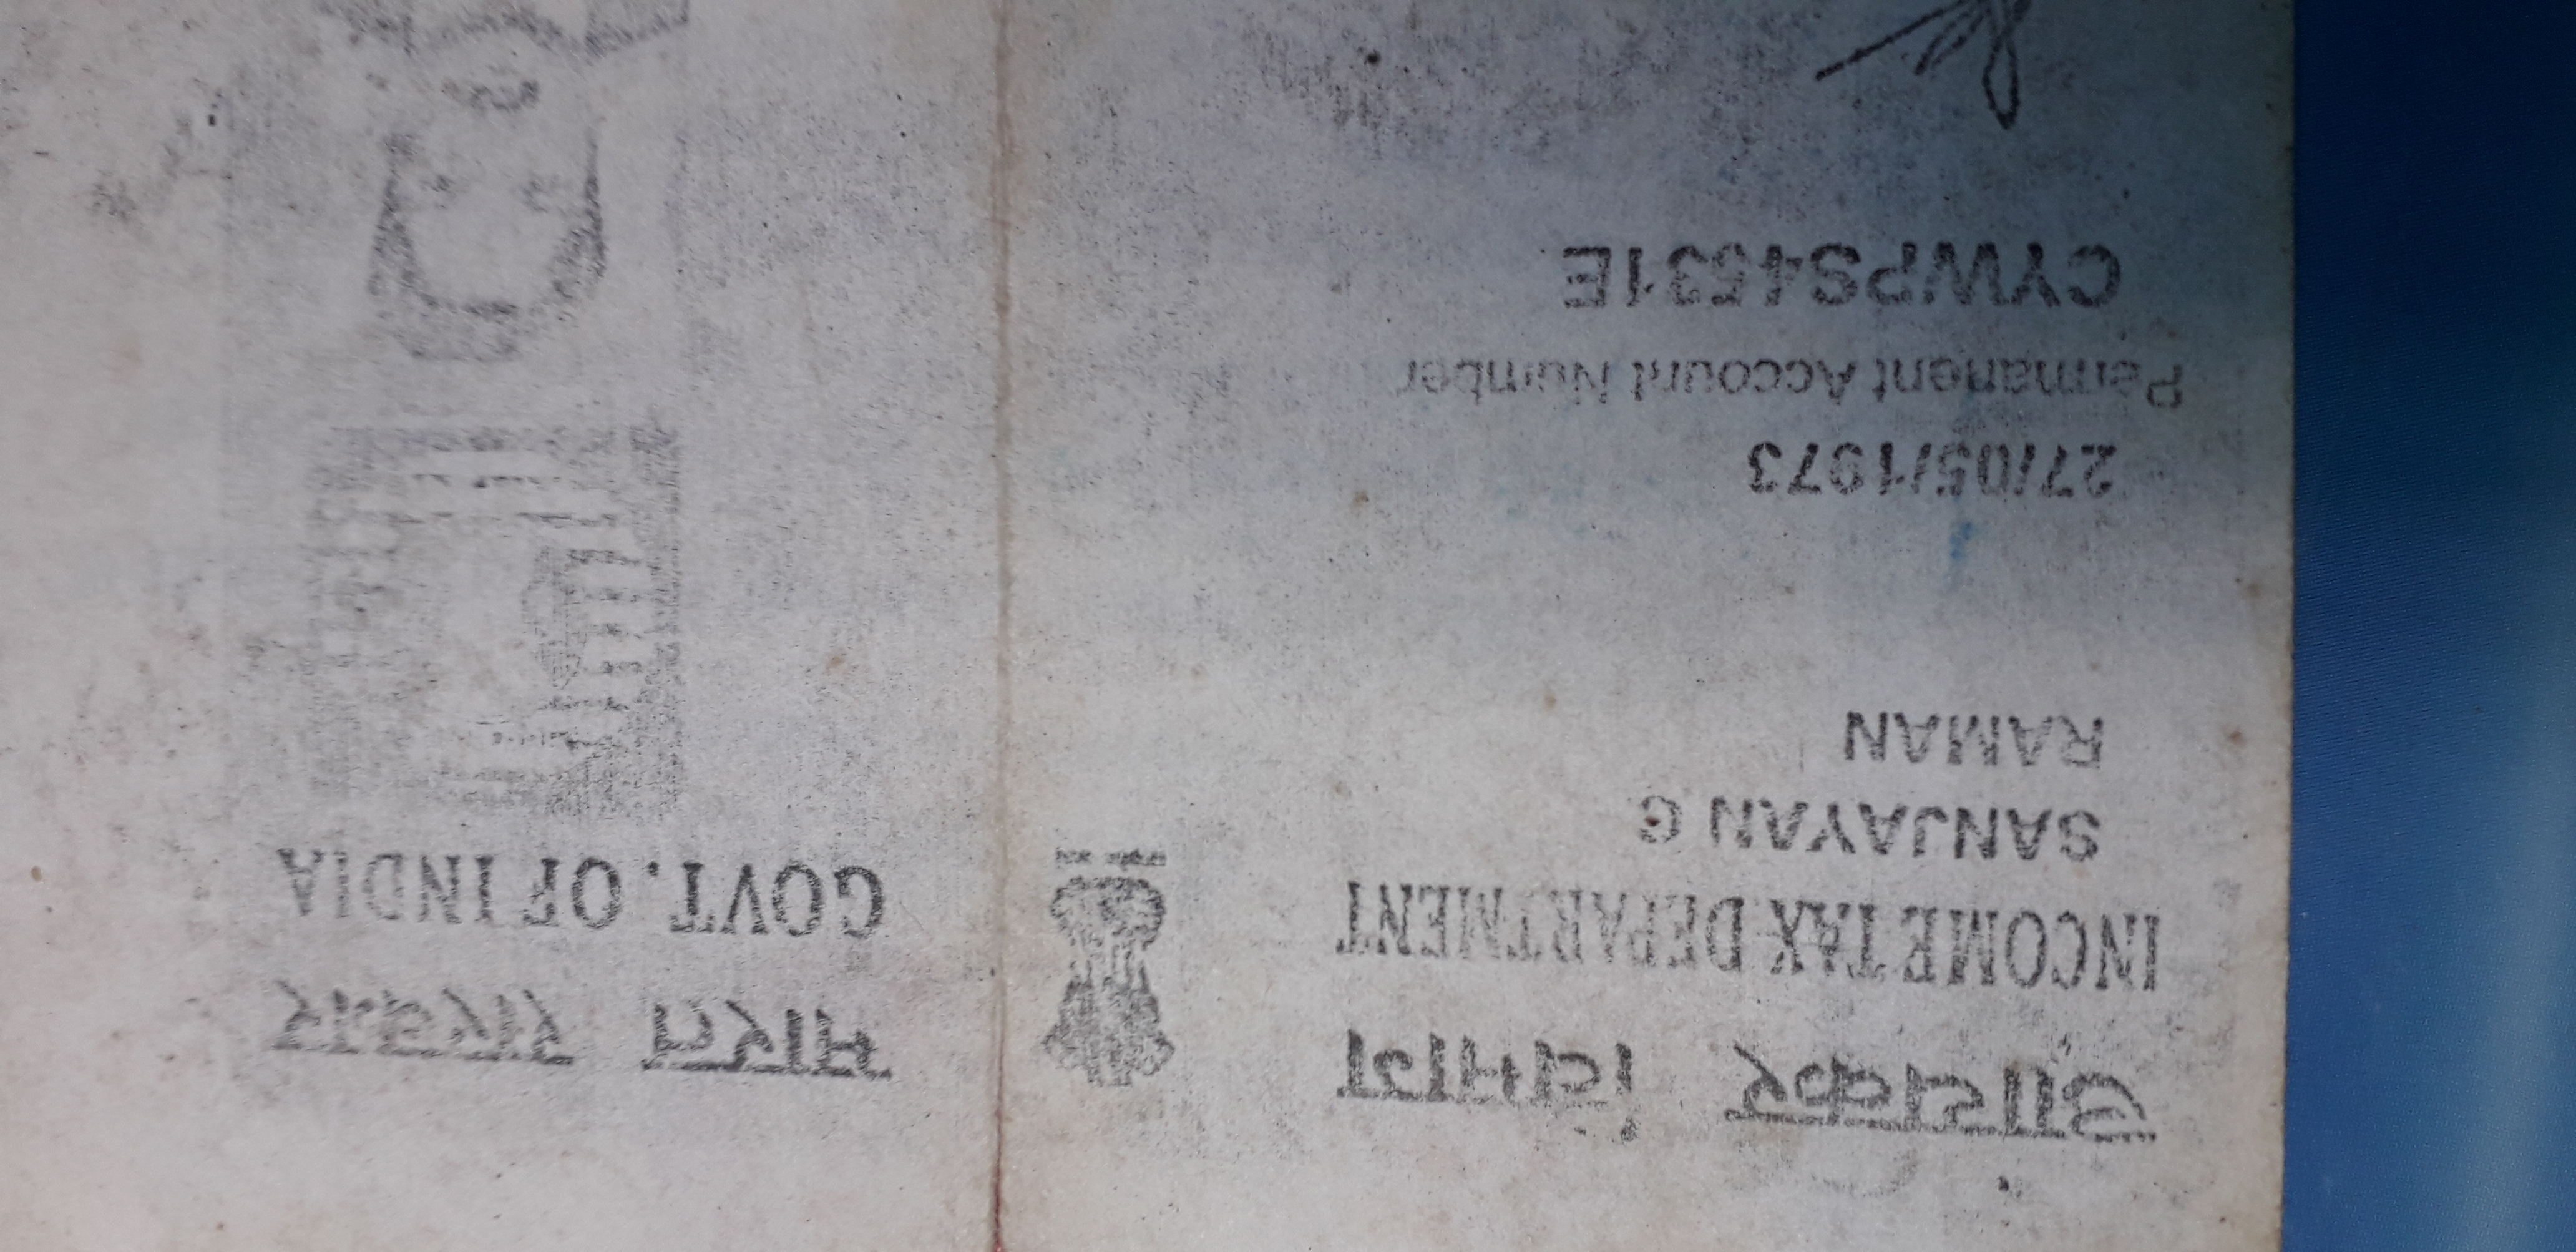 आयकर विभाग
INCOME TAX DEPARTMENT
SANJAYAN G
RAMAN
27/05/1973
Permanent Account Number
CYWPS4531E
भारत सरकार
GOVT. OF INDIA